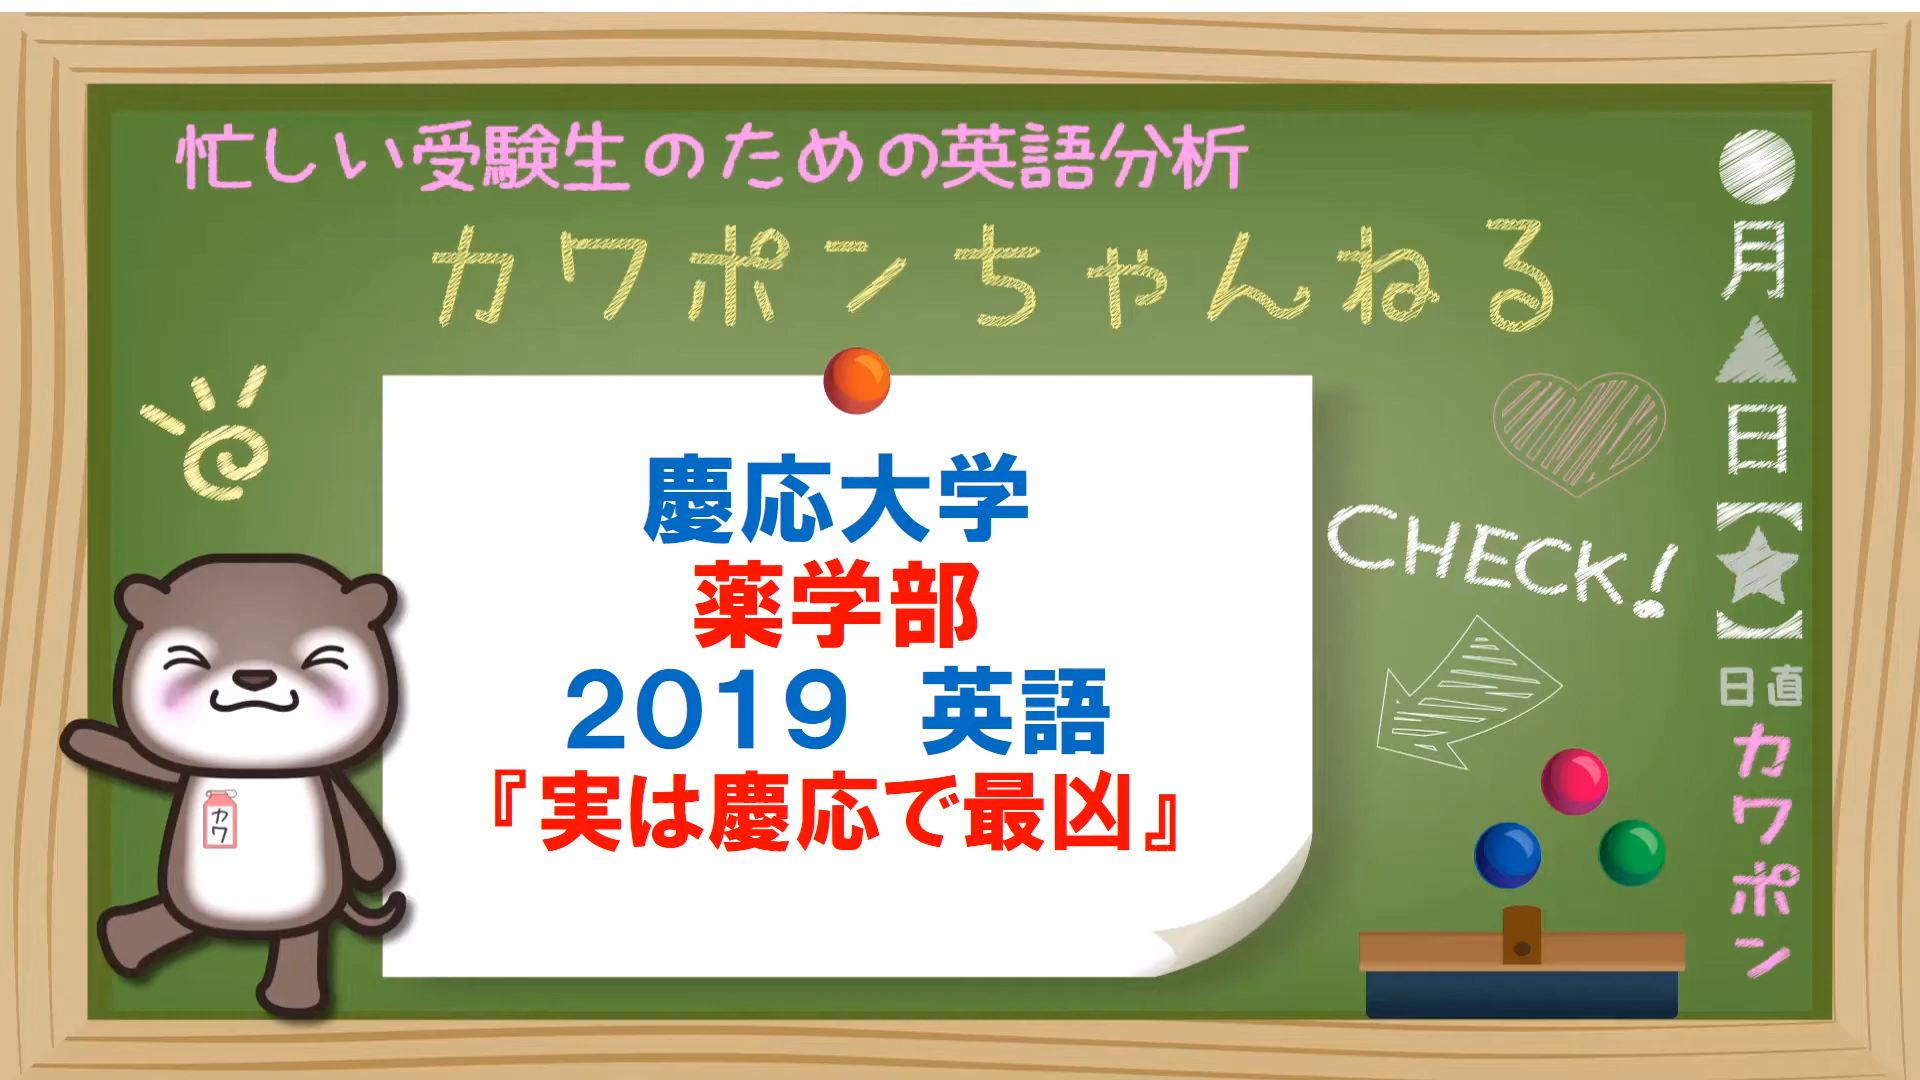 忙しい受験生のための英語分析
カワポンちゃんねる
慶応大学
薬学部
2019 英語
『実は慶応で最凶』
CHECK!
●月▲日【★】
日直
カワポン
カワ